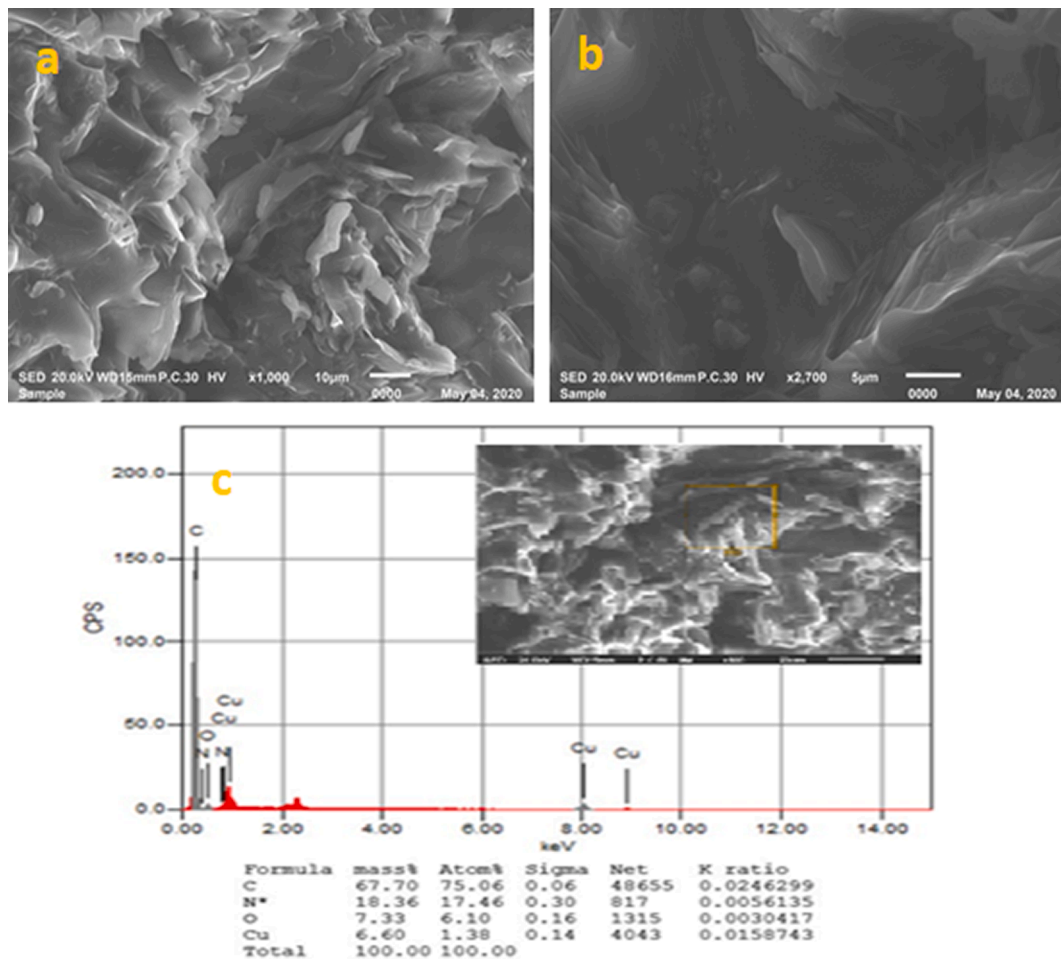 a
SED 20.0kV WD15mm P.C.30 HV x1,000 10μm
Sample 0000 May 04, 2020
b
SED 20.0kV WD16mm P.C.30 HV x2,700 5μm
Sample 0000 May 04, 2020
c
CPS
200.0
150.0
100.0
50.0
0.0
C
Cu
Cu
O
N N
Cu
Cu
0.00 2.00 4.00 6.00 8.00 10.00 12.00 14.00
keV
Formula mass% Atom% Sigma Net K ratio
C 67.70 75.06 0.06 48655 0.0246299
N* 18.36 17.46 0.30 817 0.0056135
O 7.33 6.10 0.16 1315 0.0030417
Cu 6.60 1.38 0.14 4043 0.0158743
Total 100.00 100.00